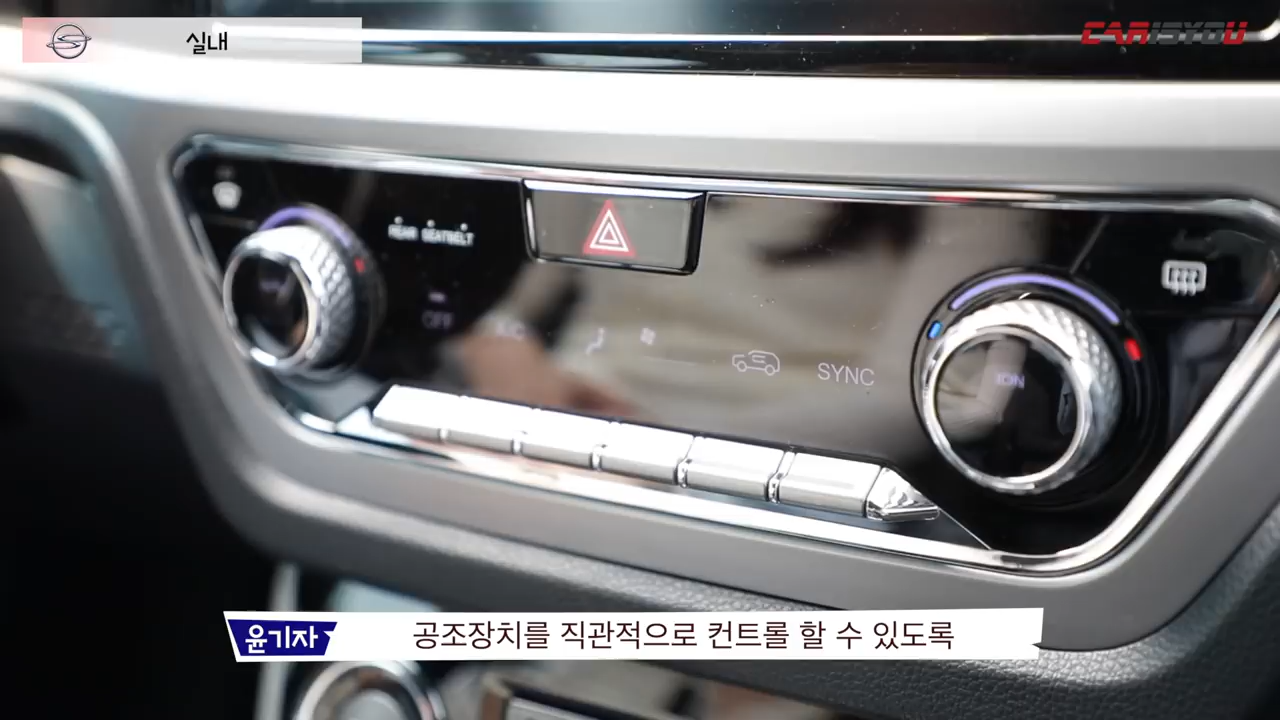 실내
CARISYOU
REAR SEATBELT
OFF
A/C
SYNC
ION
윤기자
공조장치를 직관적으로 컨트롤 할 수 있도록